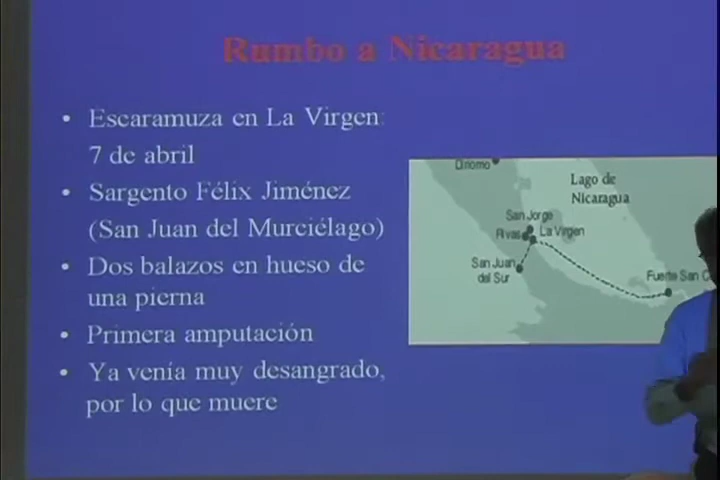 Rumbo a Nicaragua
• Escaramuza en La Virgen:
7 de abril
• Sargento Félix Jiménez
(San Juan del Murciélago)
• Dos balazos en hueso de
una pierna
• Primera amputación
• Ya venía muy desangrado,
por lo que muere
Diriomo
Lago de
Nicaragua
San Jorge
Rivas
La Virgen
San Juan
del Sur
Fuerte San C